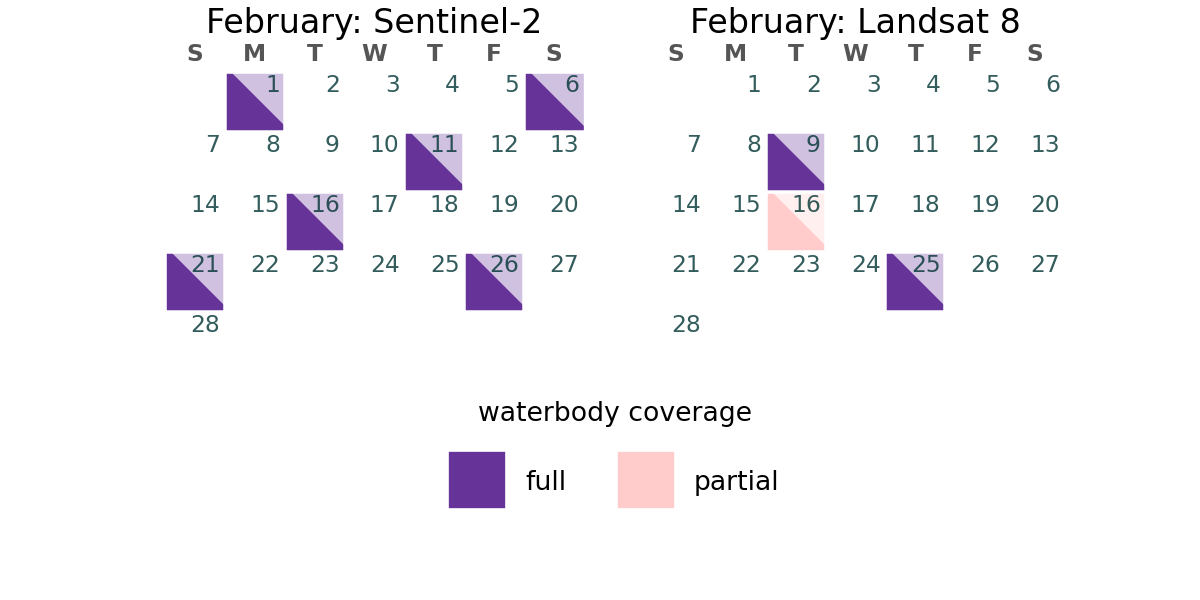 February: Sentinel-2
S M T W T F S
1 2 3 4 5 6
7 8 9 10 11 12 13
14 15 16 17 18 19 20
21 22 23 24 25 26 27
28
February: Landsat 8
S M T W T F S
1 2 3 4 5 6
7 8 9 10 11 12 13
14 15 16 17 18 19 20
21 22 23 24 25 26 27
28
waterbody coverage
full partial